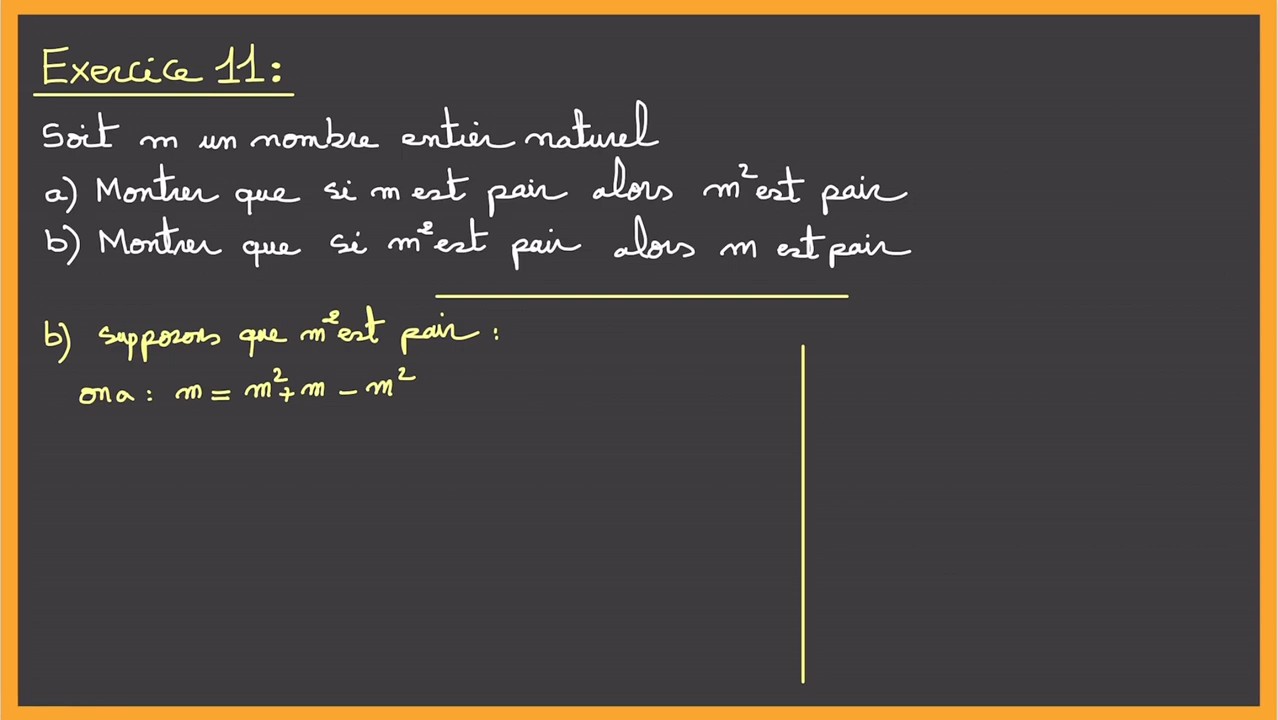 Exercice 11:
Soit m un nombre entier naturel
a) Montrer que si m est pair alors m² est pair
b) Montrer que si m² est pair alors m est pair
b) supposons que m² est pair :
on a : m = m² + m - m²